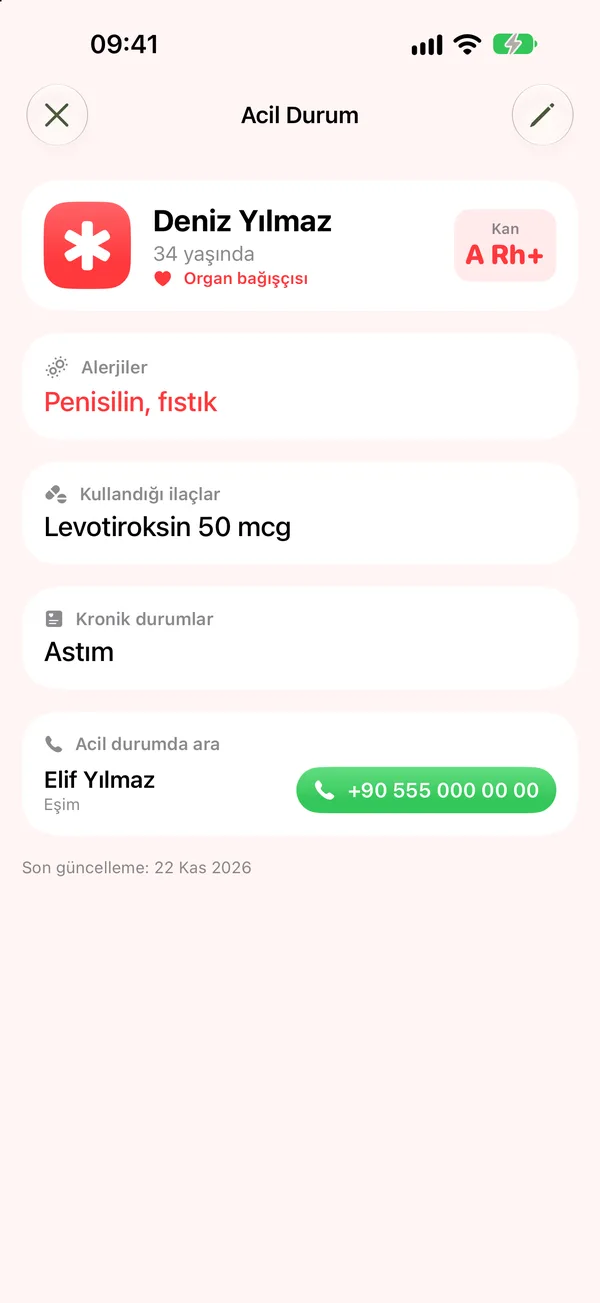 09:41
Acil Durum
Deniz Yılmaz
34 yaşında
Organ bağışçısı
Kan
A Rh+
Alerjiler
Penisilin, fıstık
Kullandığı ilaçlar
Levotiroksin 50 mcg
Kronik durumlar
Astım
Acil durumda ara
Elif Yılmaz
Eşim
+90 555 000 00 00
Son güncelleme: 22 Kas 2026